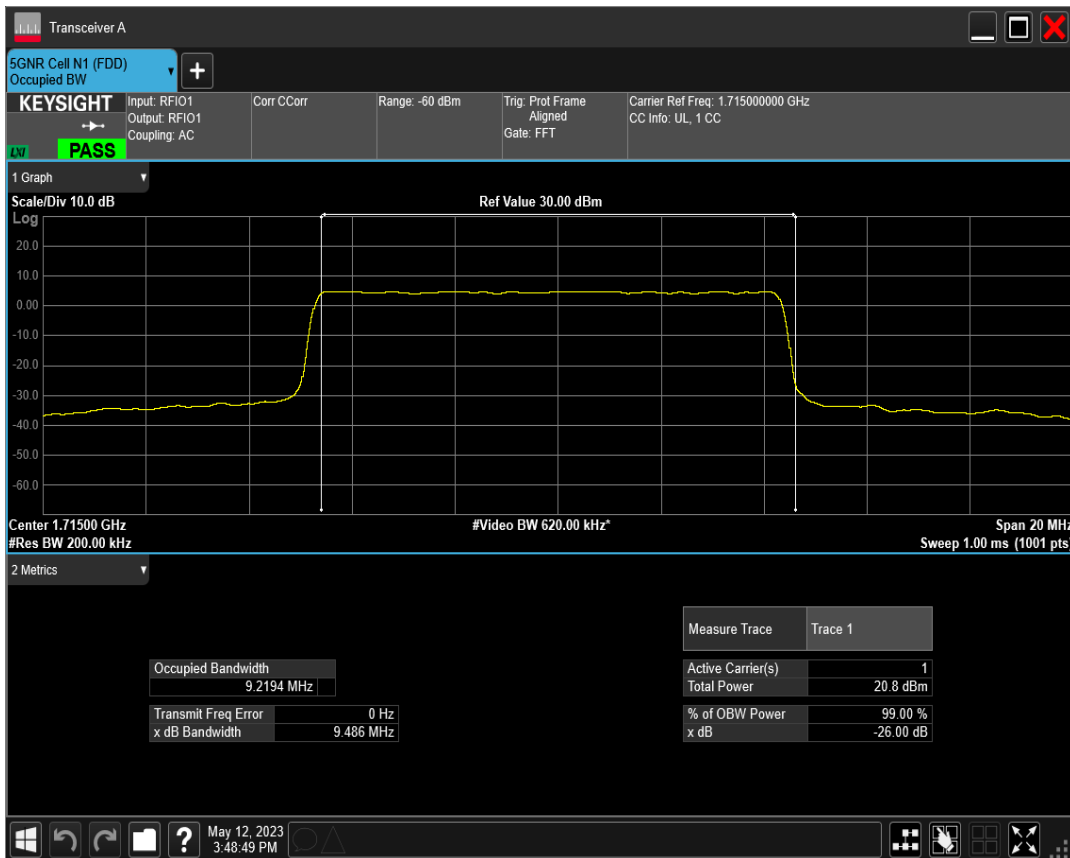 Transceiver A
5GNR Cell N1 (FDD)
Occupied BW
+
KEYSIGHT
LXI
PASS
Input: RFIO1
Output: RFIO1
Coupling: AC
Corr CCorr
Range: -60 dBm
Trig: Prot Frame
Aligned
Gate: FFT
Carrier Ref Freq: 1.715000000 GHz
CC Info: UL, 1 CC
1 Graph
Scale/Div 10.0 dB
Ref Value 30.00 dBm
Log
20.0
10.0
0.00
-10.0
-20.0
-30.0
-40.0
-50.0
-60.0
Center 1.71500 GHz
#Video BW 620.00 kHz*
Span 20 MHz
#Res BW 200.00 kHz
Sweep 1.00 ms (1001 pts)
2 Metrics
Measure Trace Trace 1
Occupied Bandwidth
9.2194 MHz
Active Carrier(s) 1
Total Power 20.8 dBm
Transmit Freq Error 0 Hz
x dB Bandwidth 9.486 MHz
% of OBW Power 99.00 %
x dB -26.00 dB
?
May 12, 2023
3:48:49 PM